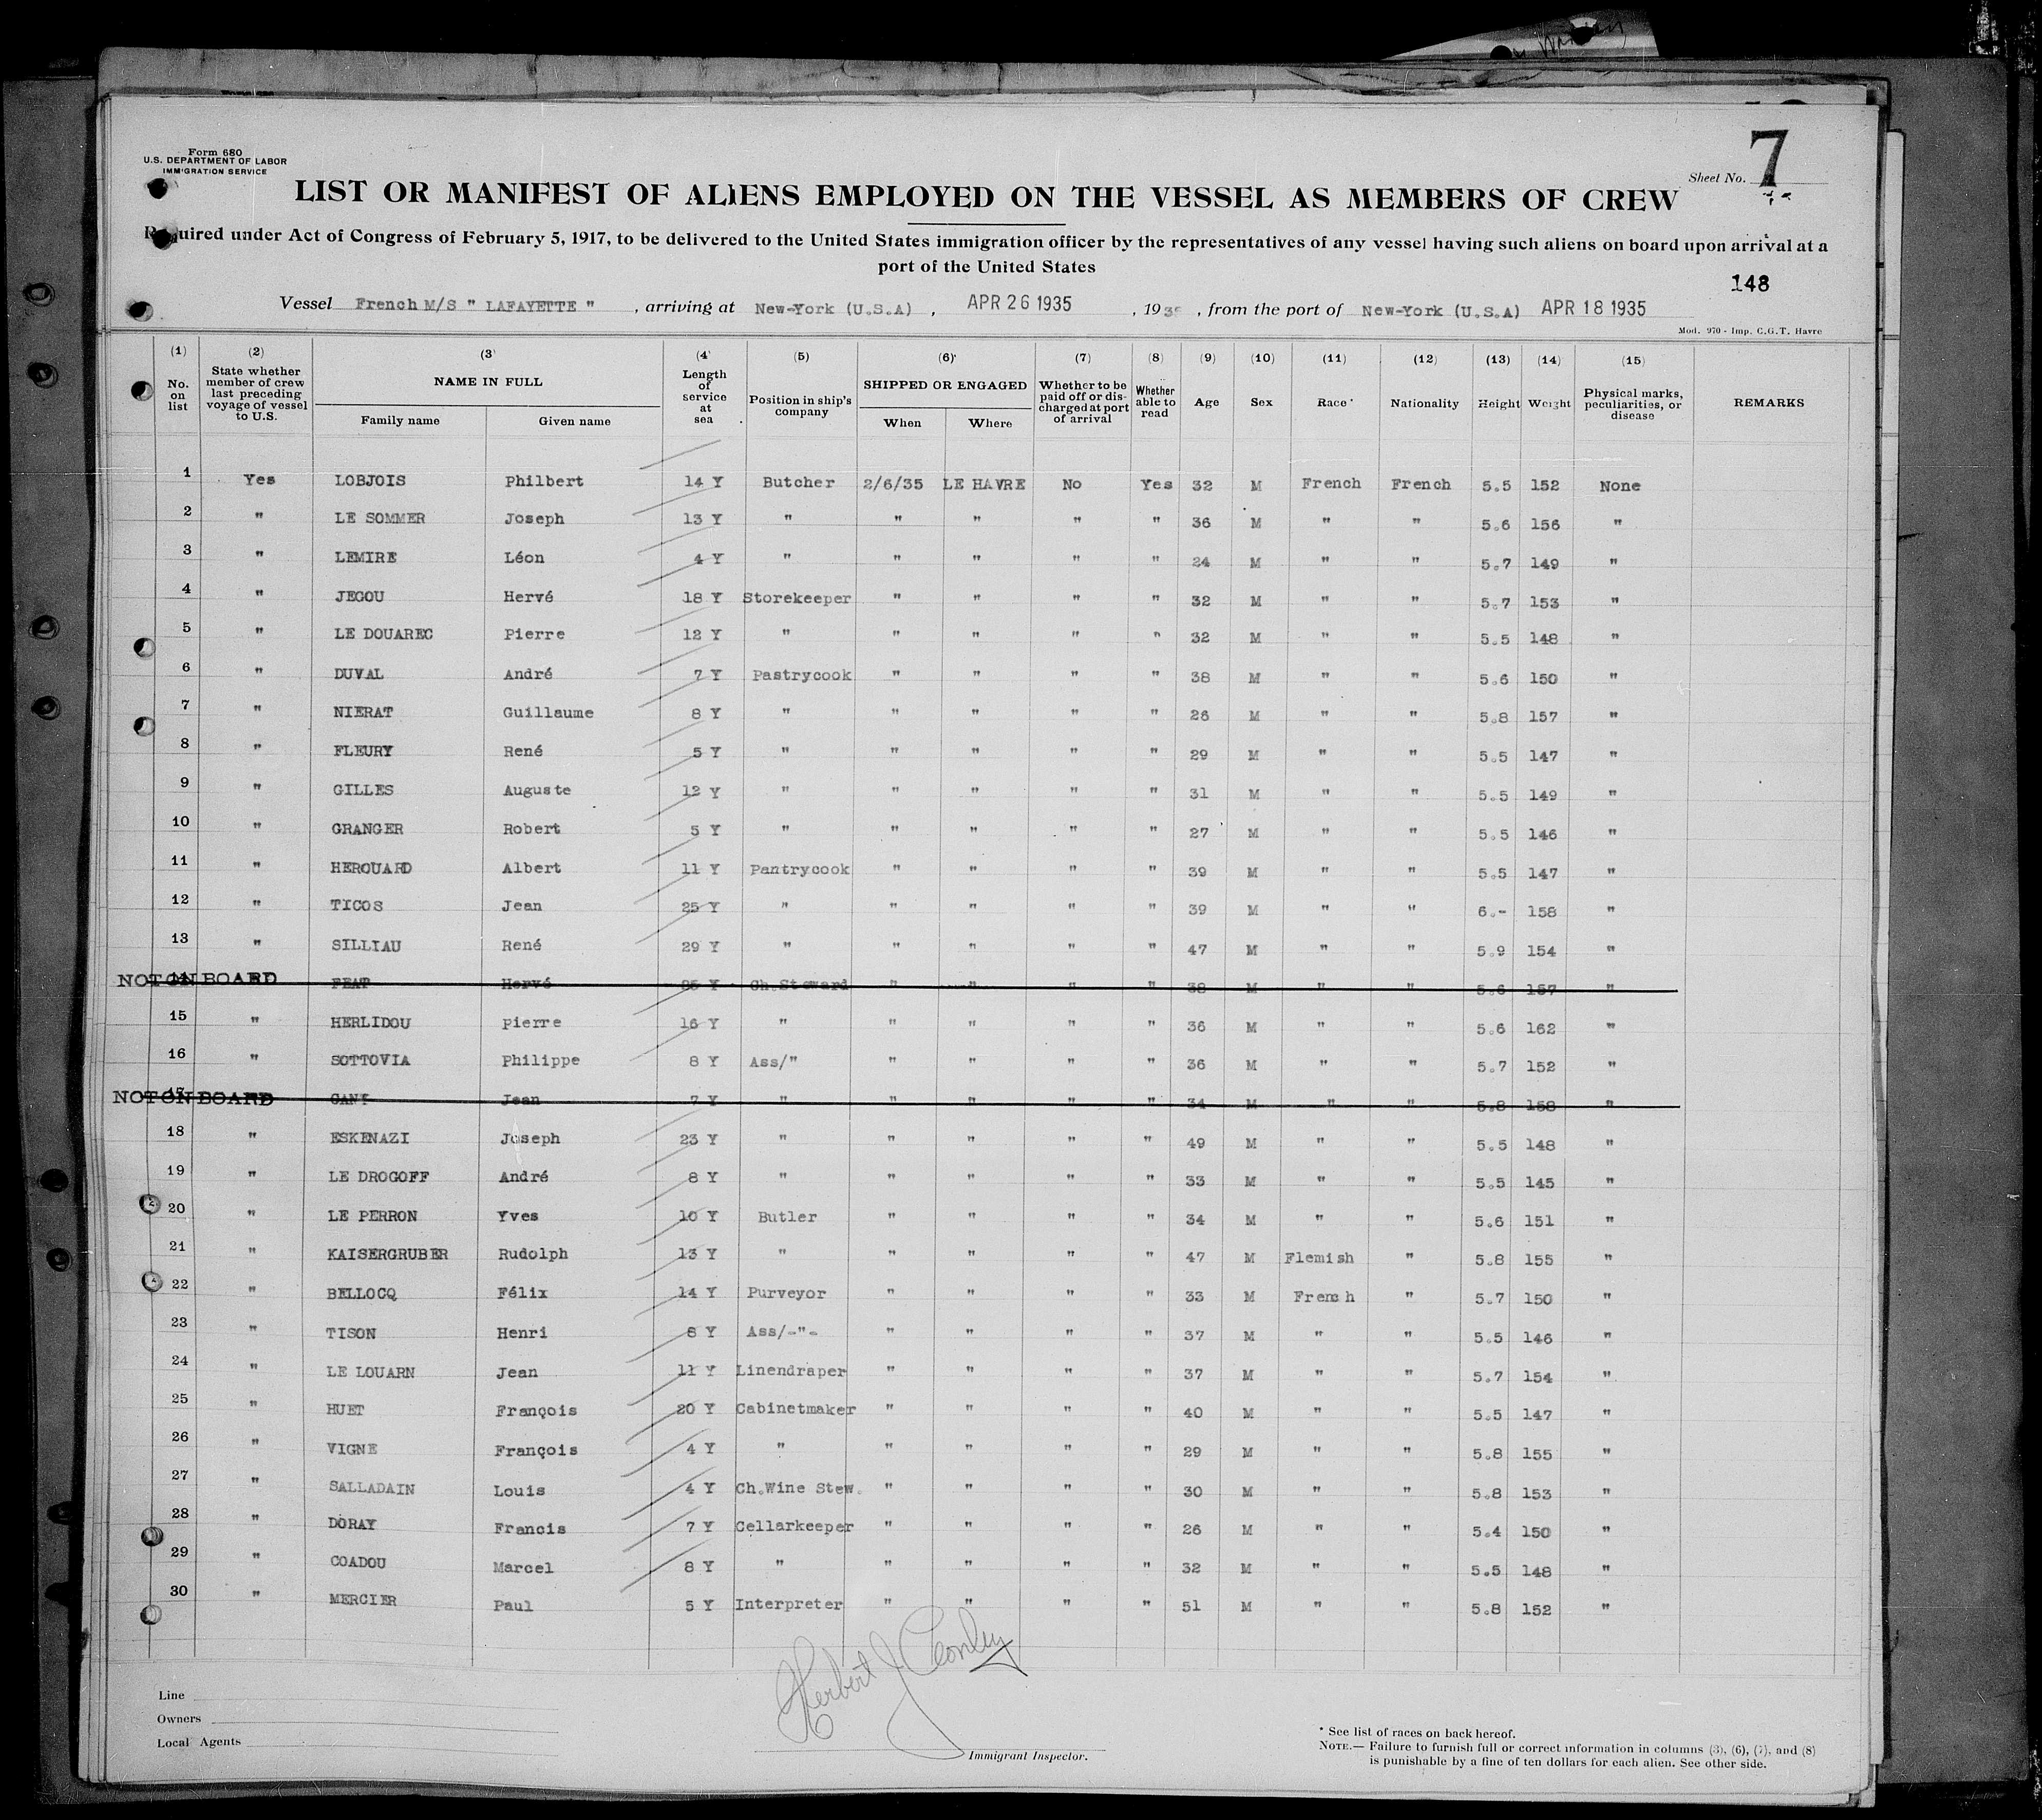 Form 680
U.S. DEPARTMENT OF LABOR
IMMIGRATION SERVICE
Sheet No. 7
LIST OR MANIFEST OF ALIENS EMPLOYED ON THE VESSEL AS MEMBERS OF CREW
Required under Act of Congress of February 5, 1917, to be delivered to the United States immigration officer by the representatives of any vessel having such aliens on board upon arrival at a
port of the United States
148
Vessel French M/S " LAFAYETTE " , arriving at New-York (U.S.A) , APR 26 1935 , 1935 , from the port of New-York (U.S.A) APR 18 1935
Mod. 970 - Imp. C.G.T. Havre
(1) (2) (3) (4) (5) (6) (7) (8) (9) (10) (11) (12) (13) (14) (15)
No. on list State whether member of crew last preceding voyage of vessel to U.S. NAME IN FULL Length of service at sea Position in ship's company SHIPPED OR ENGAGED Whether to be paid off or discharged at port of arrival Whether able to read Age Sex Race* Nationality Height Weight Physical marks, peculiarities, or disease REMARKS
Family name Given name When Where
1 Yes LOBJOIS Philbert 14 Y Butcher 2/6/35 LE HAVRE No Yes 32 M French French 5.5 152 None
2 " LE SOMMER Joseph 13 Y " " " " " 36 M " " 5.6 156 "
3 " LEMIRE Léon 4 Y " " " " " 24 M " " 5.7 149 "
4 " JEGOU Hervé 18 Y Storekeeper " " " " 32 M " " 5.7 153 "
5 " LE DOUAREC Pierre 12 Y " " " " " 32 M " " 5.5 148 "
6 " DUVAL André 7 Y Pastrycook " " " " 38 M " " 5.6 150 "
7 " NIERAT Guillaume 8 Y " " " " " 26 M " " 5.8 157 "
8 " FLEURY René 5 Y " " " " " 29 M " " 5.5 147 "
9 " GILLES Auguste 12 Y " " " " " 31 M " " 5.5 149 "
10 " GRANGER Robert 5 Y " " " " " 27 M " " 5.5 146 "
11 " HEROUARD Albert 11 Y Pantrycook " " " " 39 M " " 5.5 147 "
12 " TICOS Jean 25 Y " " " " " 39 M " " 6.- 158 "
13 " SILLIAU René 29 Y " " " " " 47 M " " 5.9 154 "
NOT ON BOARD 14 " FEAT Hervé 25 Y Ch.Steward " " " " 38 M " " 5.6 157 "
15 " HERLIDOU pierre 16 Y " " " " " 36 M " " 5.6 162 "
16 " SOTTOVIA Philippe 8 Y Ass/" " " " " 36 M " " 5.7 152 "
NOT ON BOARD 17 " CANT Jean 7 Y " " " " " 34 M " " 5.8 158 "
18 " ESKENAZI Joseph 23 Y " " " " " 49 M " " 5.5 148 "
19 " LE DROGOFF André 8 Y " " " " " 33 M " " 5.5 145 "
20 " LE PERRON Yves 10 Y Butler " " " " 34 M " " 5.6 151 "
21 " KAISERGRUBER Rudolph 13 Y " " " " " 47 M Flemish " 5.8 155 "
22 " BELLOCQ Félix 14 Y Purveyor " " " " 33 M French " 5.7 150 "
23 " TISON Henri 8 Y Ass/-"- " " " " 37 M " " 5.5 146 "
24 " LE LOUARN Jean 11 Y Linendraper " " " " 37 M " " 5.7 154 "
25 " HUET François 20 Y Cabinetmaker " " " " 40 M " " 5.5 147 "
26 " VIGNE François 4 Y " " " " " 29 M " " 5.8 155 "
27 " SALLADAIN Louis 4 Y Ch.Wine Stew. " " " " 30 M " " 5.8 153 "
28 " DORAY Francis 7 Y Cellarkeeper " " " " 26 M " " 5.4 150 "
29 " COADOU Marcel 8 Y " " " " " 32 M " " 5.5 148 "
30 " MERCIER Paul 5 Y Interpreter " " " " 51 M " " 5.8 152 "
Line
Owners
Local Agents
Herbert J Conley
Immigrant Inspector.
* See list of races on back hereof.
NOTE.— Failure to furnish full or correct information in columns (3), (6), (7), and (8)
is punishable by a fine of ten dollars for each alien. See other side.